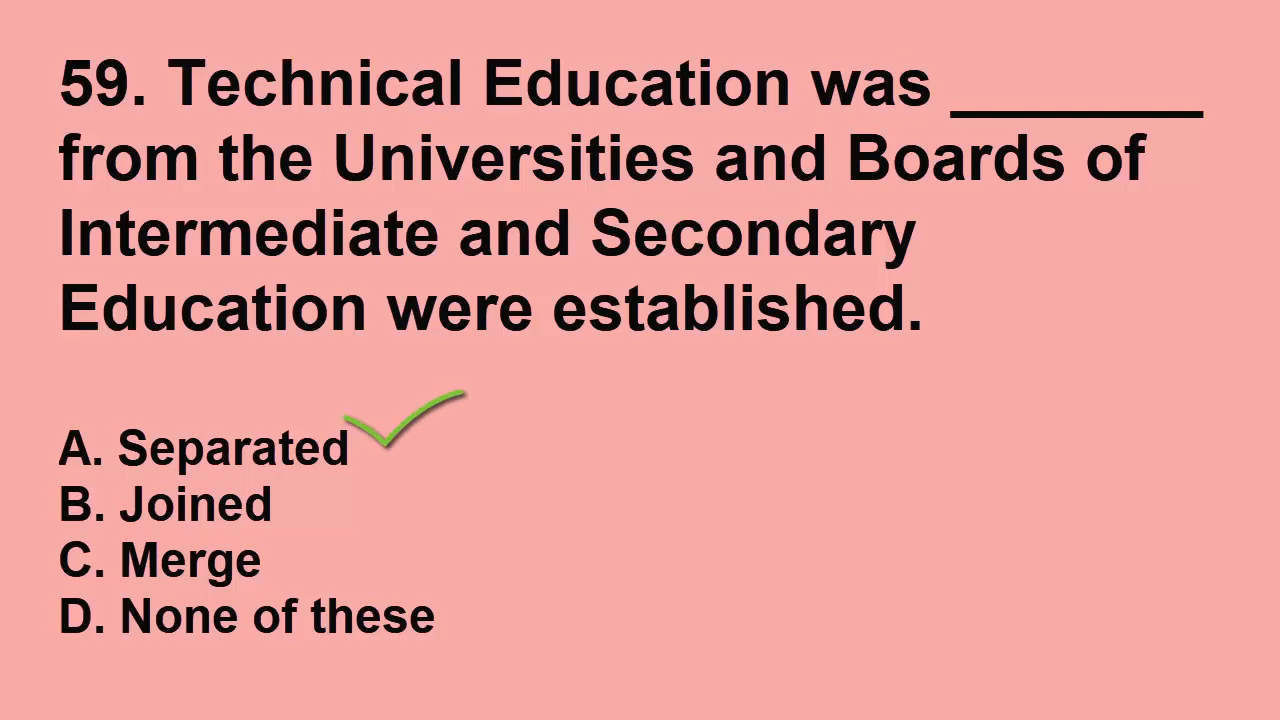 59. Technical Education was ________
from the Universities and Boards of
Intermediate and Secondary
Education were established.
A. Separated
B. Joined
C. Merge
D. None of these